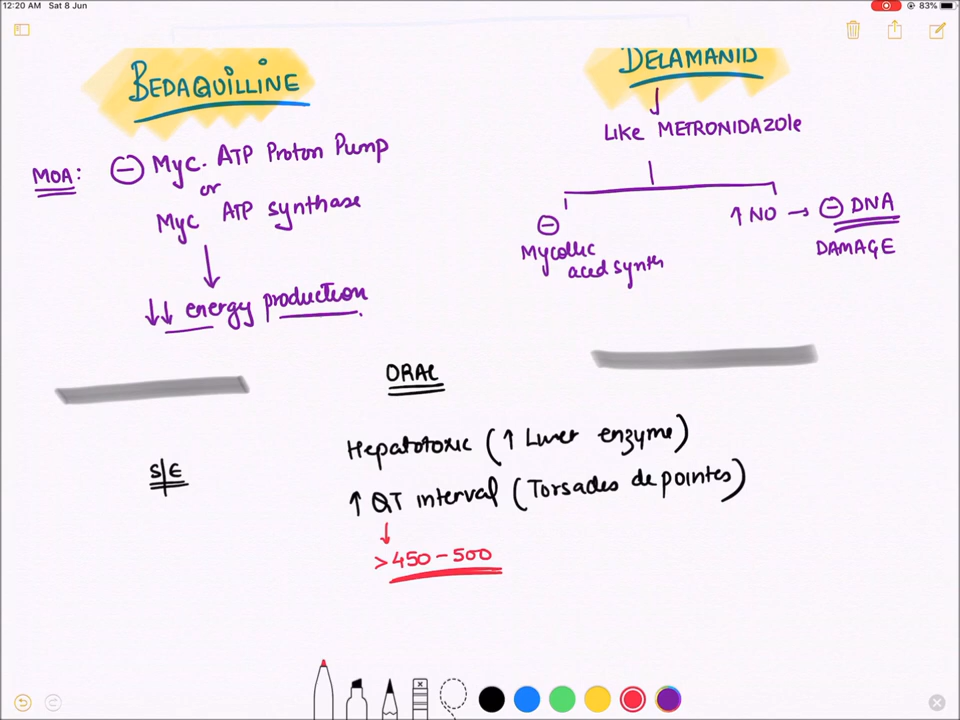 12:20 AM Sat 8 Jun
83%
BEDAQUILLINE
MOA: ⊖ Myc. ATP Proton Pump
or
Myc ATP synthase
↓
↓↓ energy production.
DELAMANID
↓
Like METRONIDAZOle
⊖
Mycollic
acid synth
↑ NO → ⊖ DNA
DAMAGE
ORAL
S/E
Hepatotoxic (↑ Liver enzyme)
↑ QT interval (Torsades de pointes)
↓
>450-500